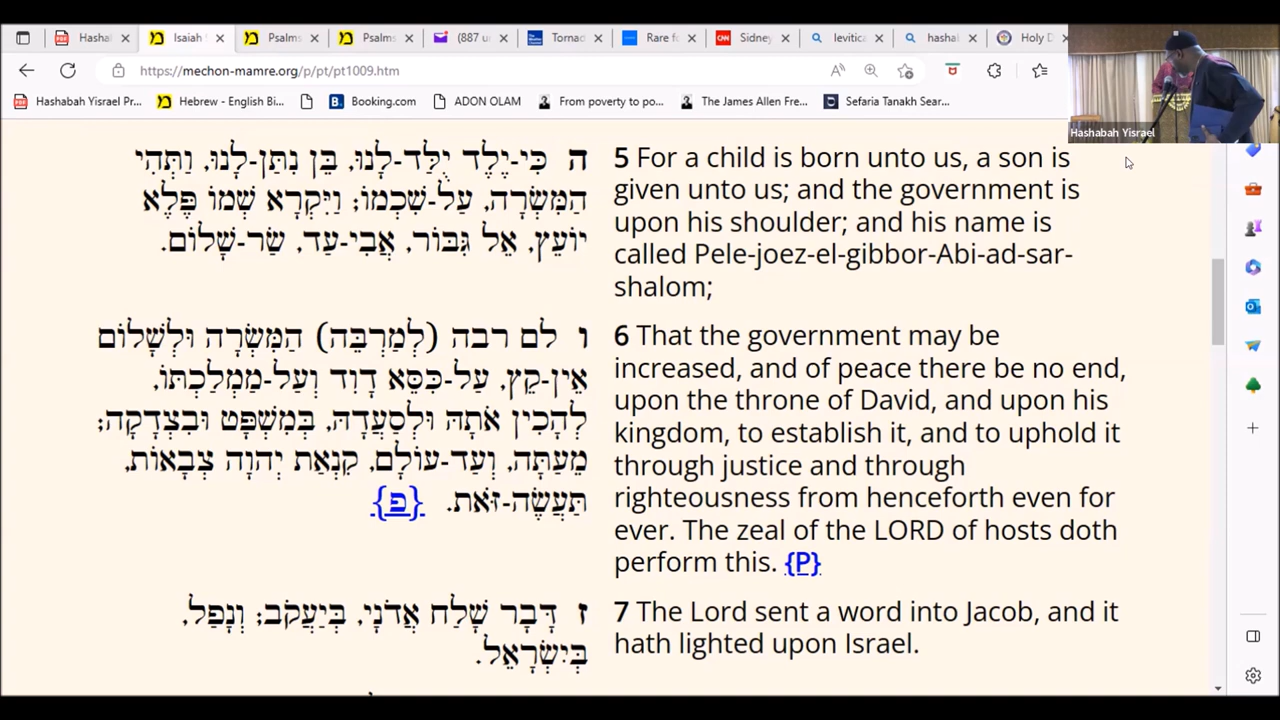 Hashal
Isaiah
Psalms
Psalms
(887 u
Tornad
Rare fo
Sidney
levitica
hashal
Holy D
https://mechon-mamre.org/p/pt/pt1009.htm
Hashabah Yisrael Pr...
Hebrew - English Bi...
Booking.com
ADON OLAM
From poverty to po...
The James Allen Fre...
Sefaria Tanakh Sear...
Hashabah Yisrael
ה כִּי-יֶלֶד יֻלַּד-לָנוּ, בֵּן נִתַּן-לָנוּ, וַתְּהִי
הַמִּשְׂרָה, עַל-שִׁכְמוֹ; וַיִּקְרָא שְׁמוֹ פֶּלֶא
יוֹעֵץ, אֵל גִּבּוֹר, אֲבִי-עַד, שַׂר-שָׁלוֹם.
5 For a child is born unto us, a son is
given unto us; and the government is
upon his shoulder; and his name is
called Pele-joez-el-gibbor-Abi-ad-sar-
shalom;
ו לם רבה (לְמַרְבֵּה) הַמִּשְׂרָה וּלְשָׁלוֹם
אֵין-קֵץ, עַל-כִּסֵּא דָוִד וְעַל-מַמְלַכְתּוֹ,
לְהָכִין אֹתָהּ וּלְסַעֲדָהּ, בְּמִשְׁפָּט וּבִצְדָקָה;
מֵעַתָּה, וְעַד-עוֹלָם, קִנְאַת יְהוָה צְבָאוֹת,
תַּעֲשֶׂה-זֹּאת. {פ}
6 That the government may be
increased, and of peace there be no end,
upon the throne of David, and upon his
kingdom, to establish it, and to uphold it
through justice and through
righteousness from henceforth even for
ever. The zeal of the LORD of hosts doth
perform this. {P}
ז דָּבָר שָׁלַח אֲדֹנָי, בְּיַעֲקֹב; וְנָפַל,
בְּיִשְׂרָאֵל.
7 The Lord sent a word into Jacob, and it
hath lighted upon Israel.